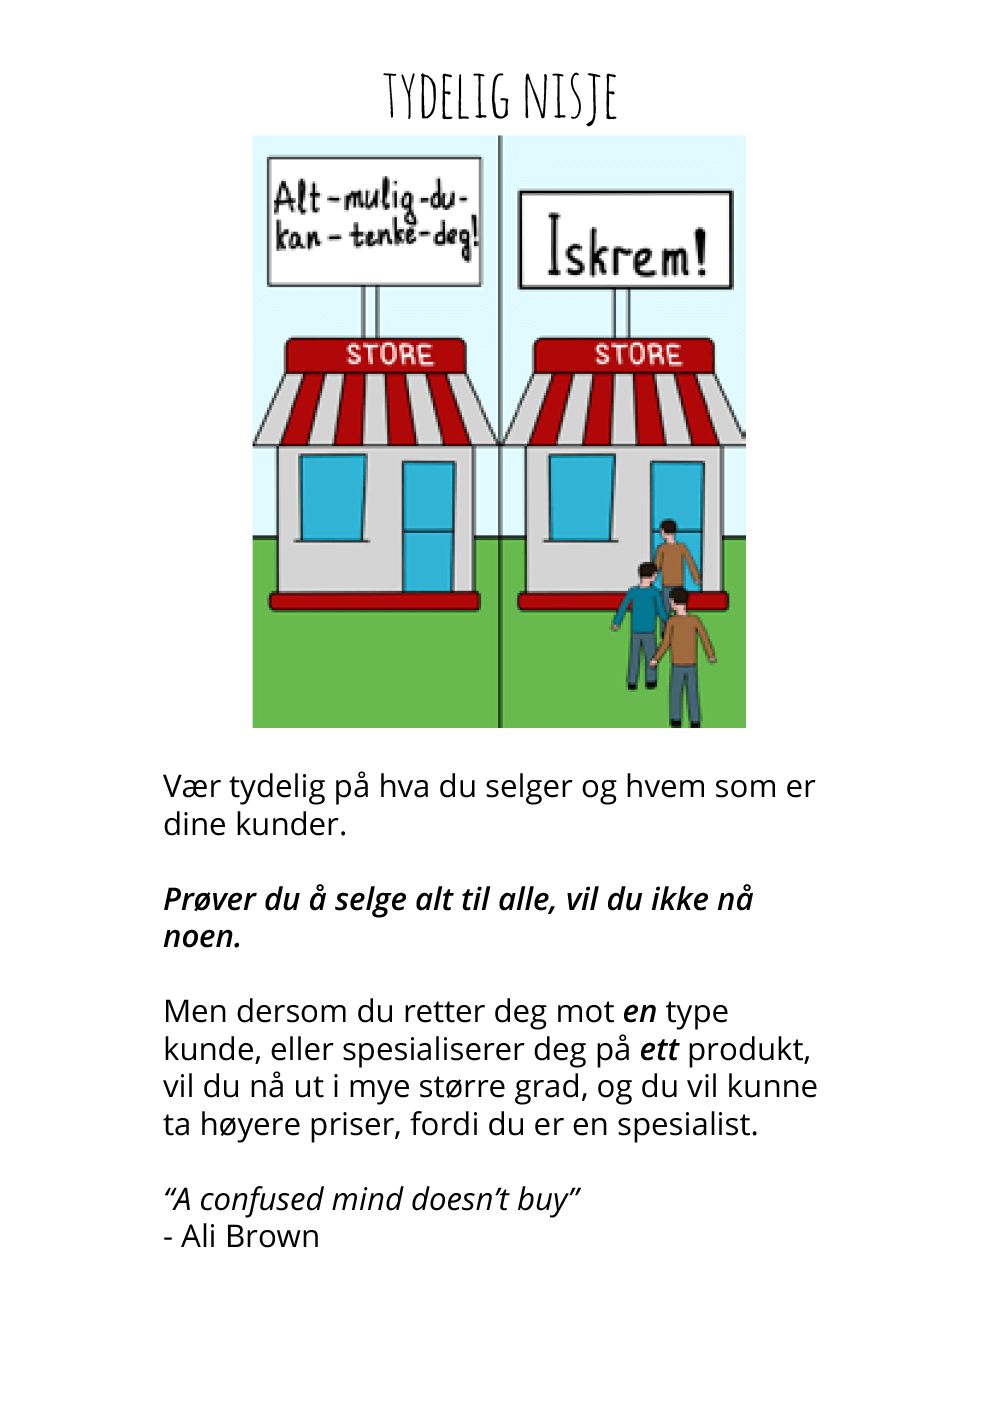 TYDELIG NISJE
Alt-mulig-du-
kan-tenke-deg!
Iskrem!
STORE
STORE
Vær tydelig på hva du selger og hvem som er
dine kunder.
Prøver du å selge alt til alle, vil du ikke nå
noen.
Men dersom du retter deg mot en type
kunde, eller spesialiserer deg på ett produkt,
vil du nå ut i mye større grad, og du vil kunne
ta høyere priser, fordi du er en spesialist.
“A confused mind doesn’t buy”
- Ali Brown